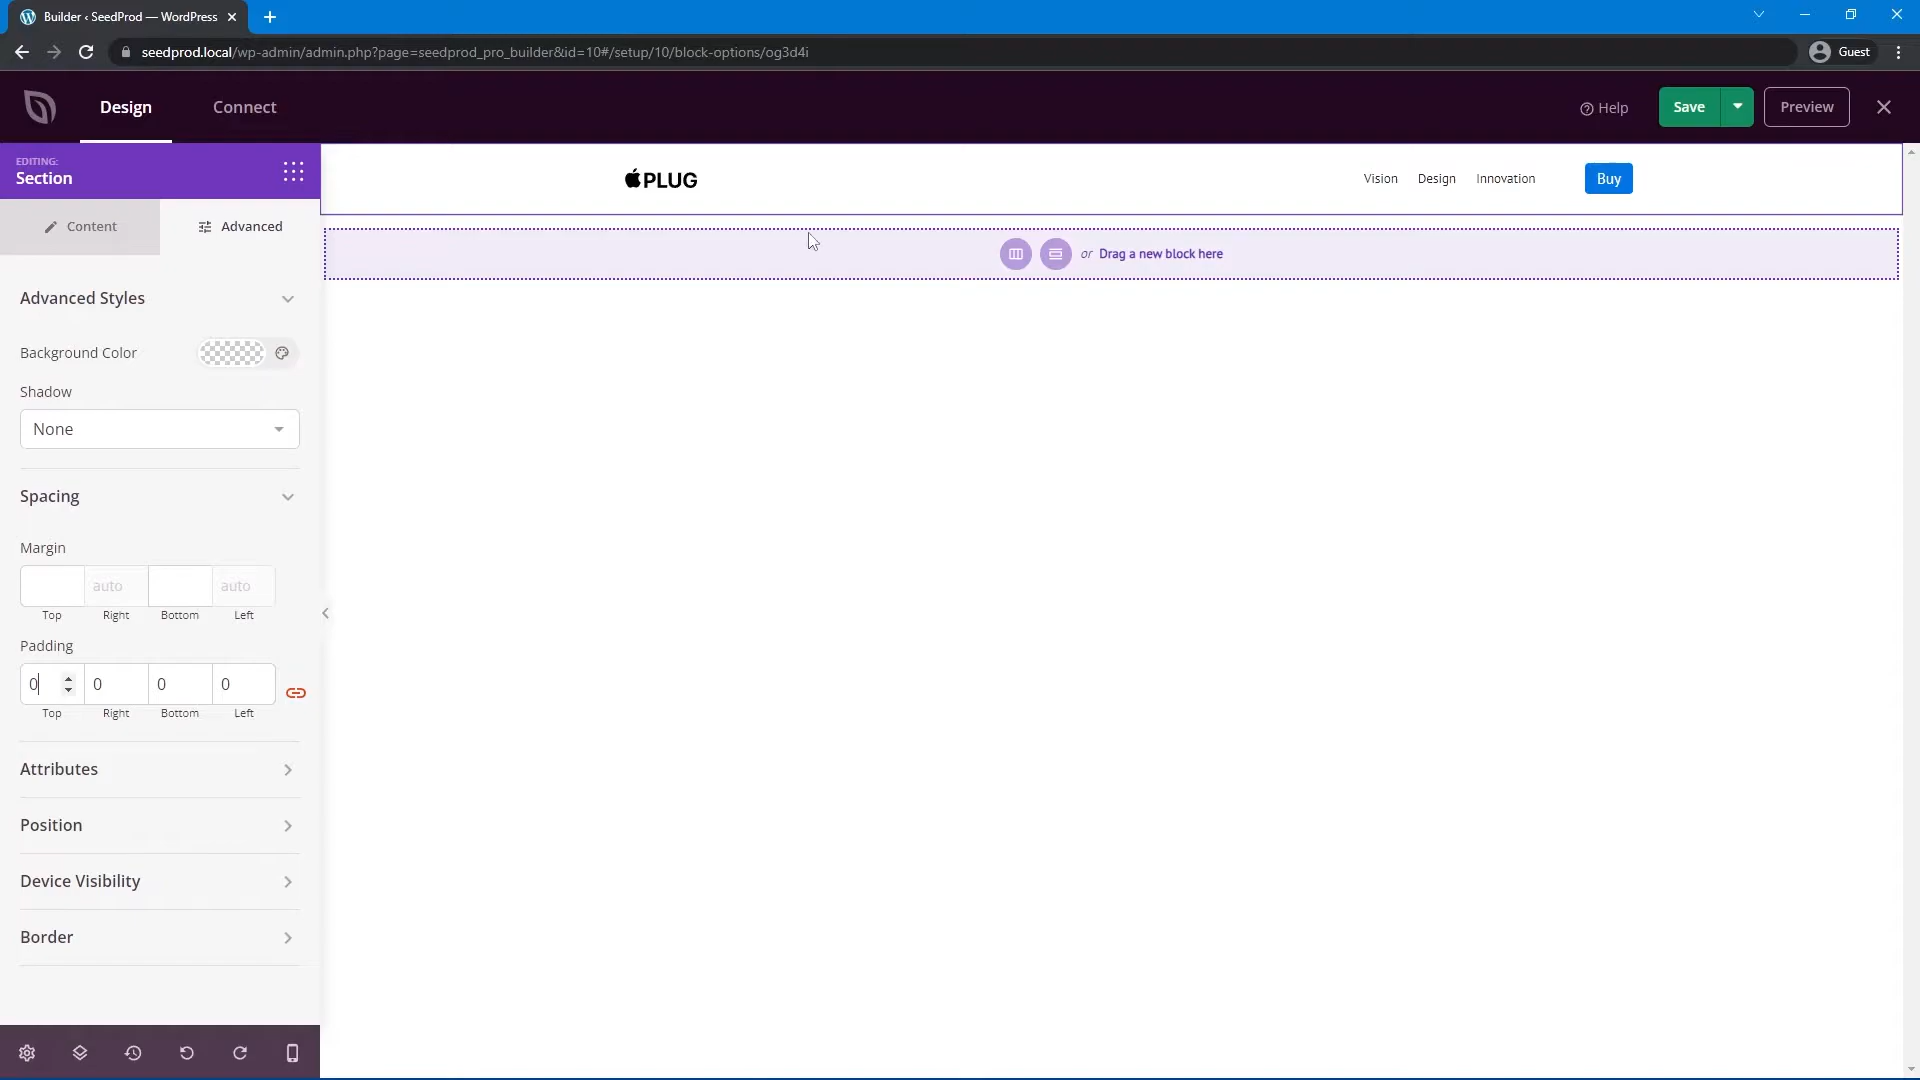 Builder ‹ SeedProd — WordPress
seedprod.local/wp-admin/admin.php?page=seedprod_pro_builder&id=10#/setup/10/block-options/og3d4i
Guest
Design
Connect
Help
Save
Preview
EDITING:
Section
Content
Advanced
PLUG
Vision
Design
Innovation
Buy
or Drag a new block here
Advanced Styles
Background Color
Shadow
None
Spacing
Margin
auto
auto
Top
Right
Bottom
Left
Padding
0
0
0
0
Top
Right
Bottom
Left
Attributes
Position
Device Visibility
Border